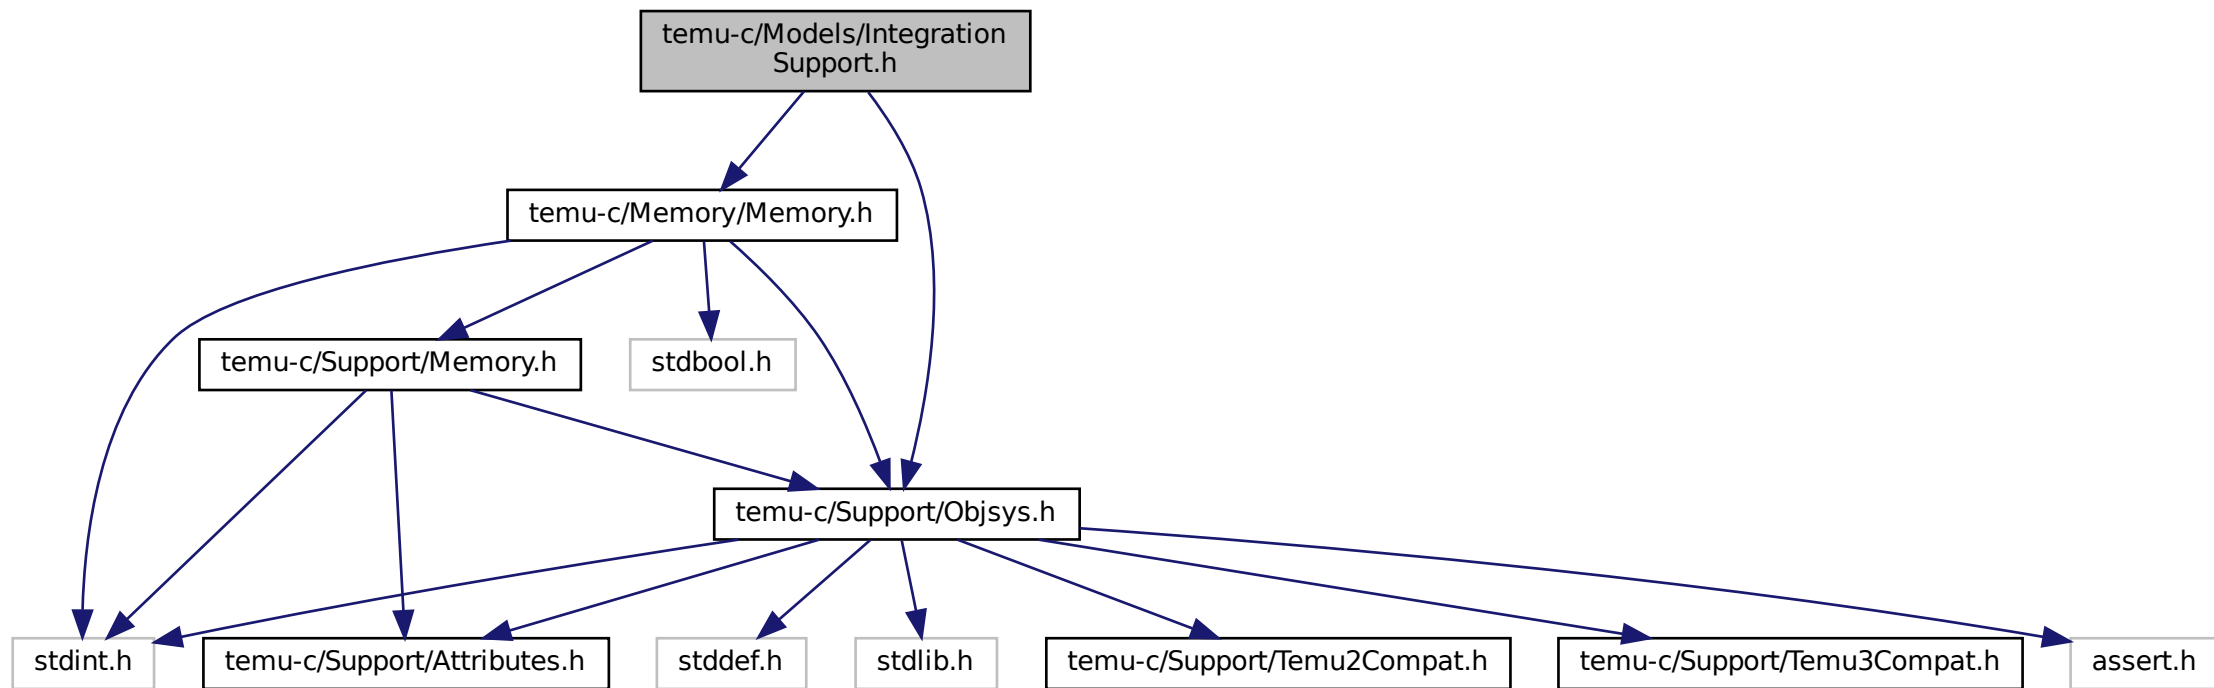 temu-c/Models/Integration
Support.h
temu-c/Memory/Memory.h
temu-c/Support/Memory.h
stdbool.h
temu-c/Support/Objsys.h
stdint.h
temu-c/Support/Attributes.h
stddef.h
stdlib.h
temu-c/Support/Temu2Compat.h
temu-c/Support/Temu3Compat.h
assert.h